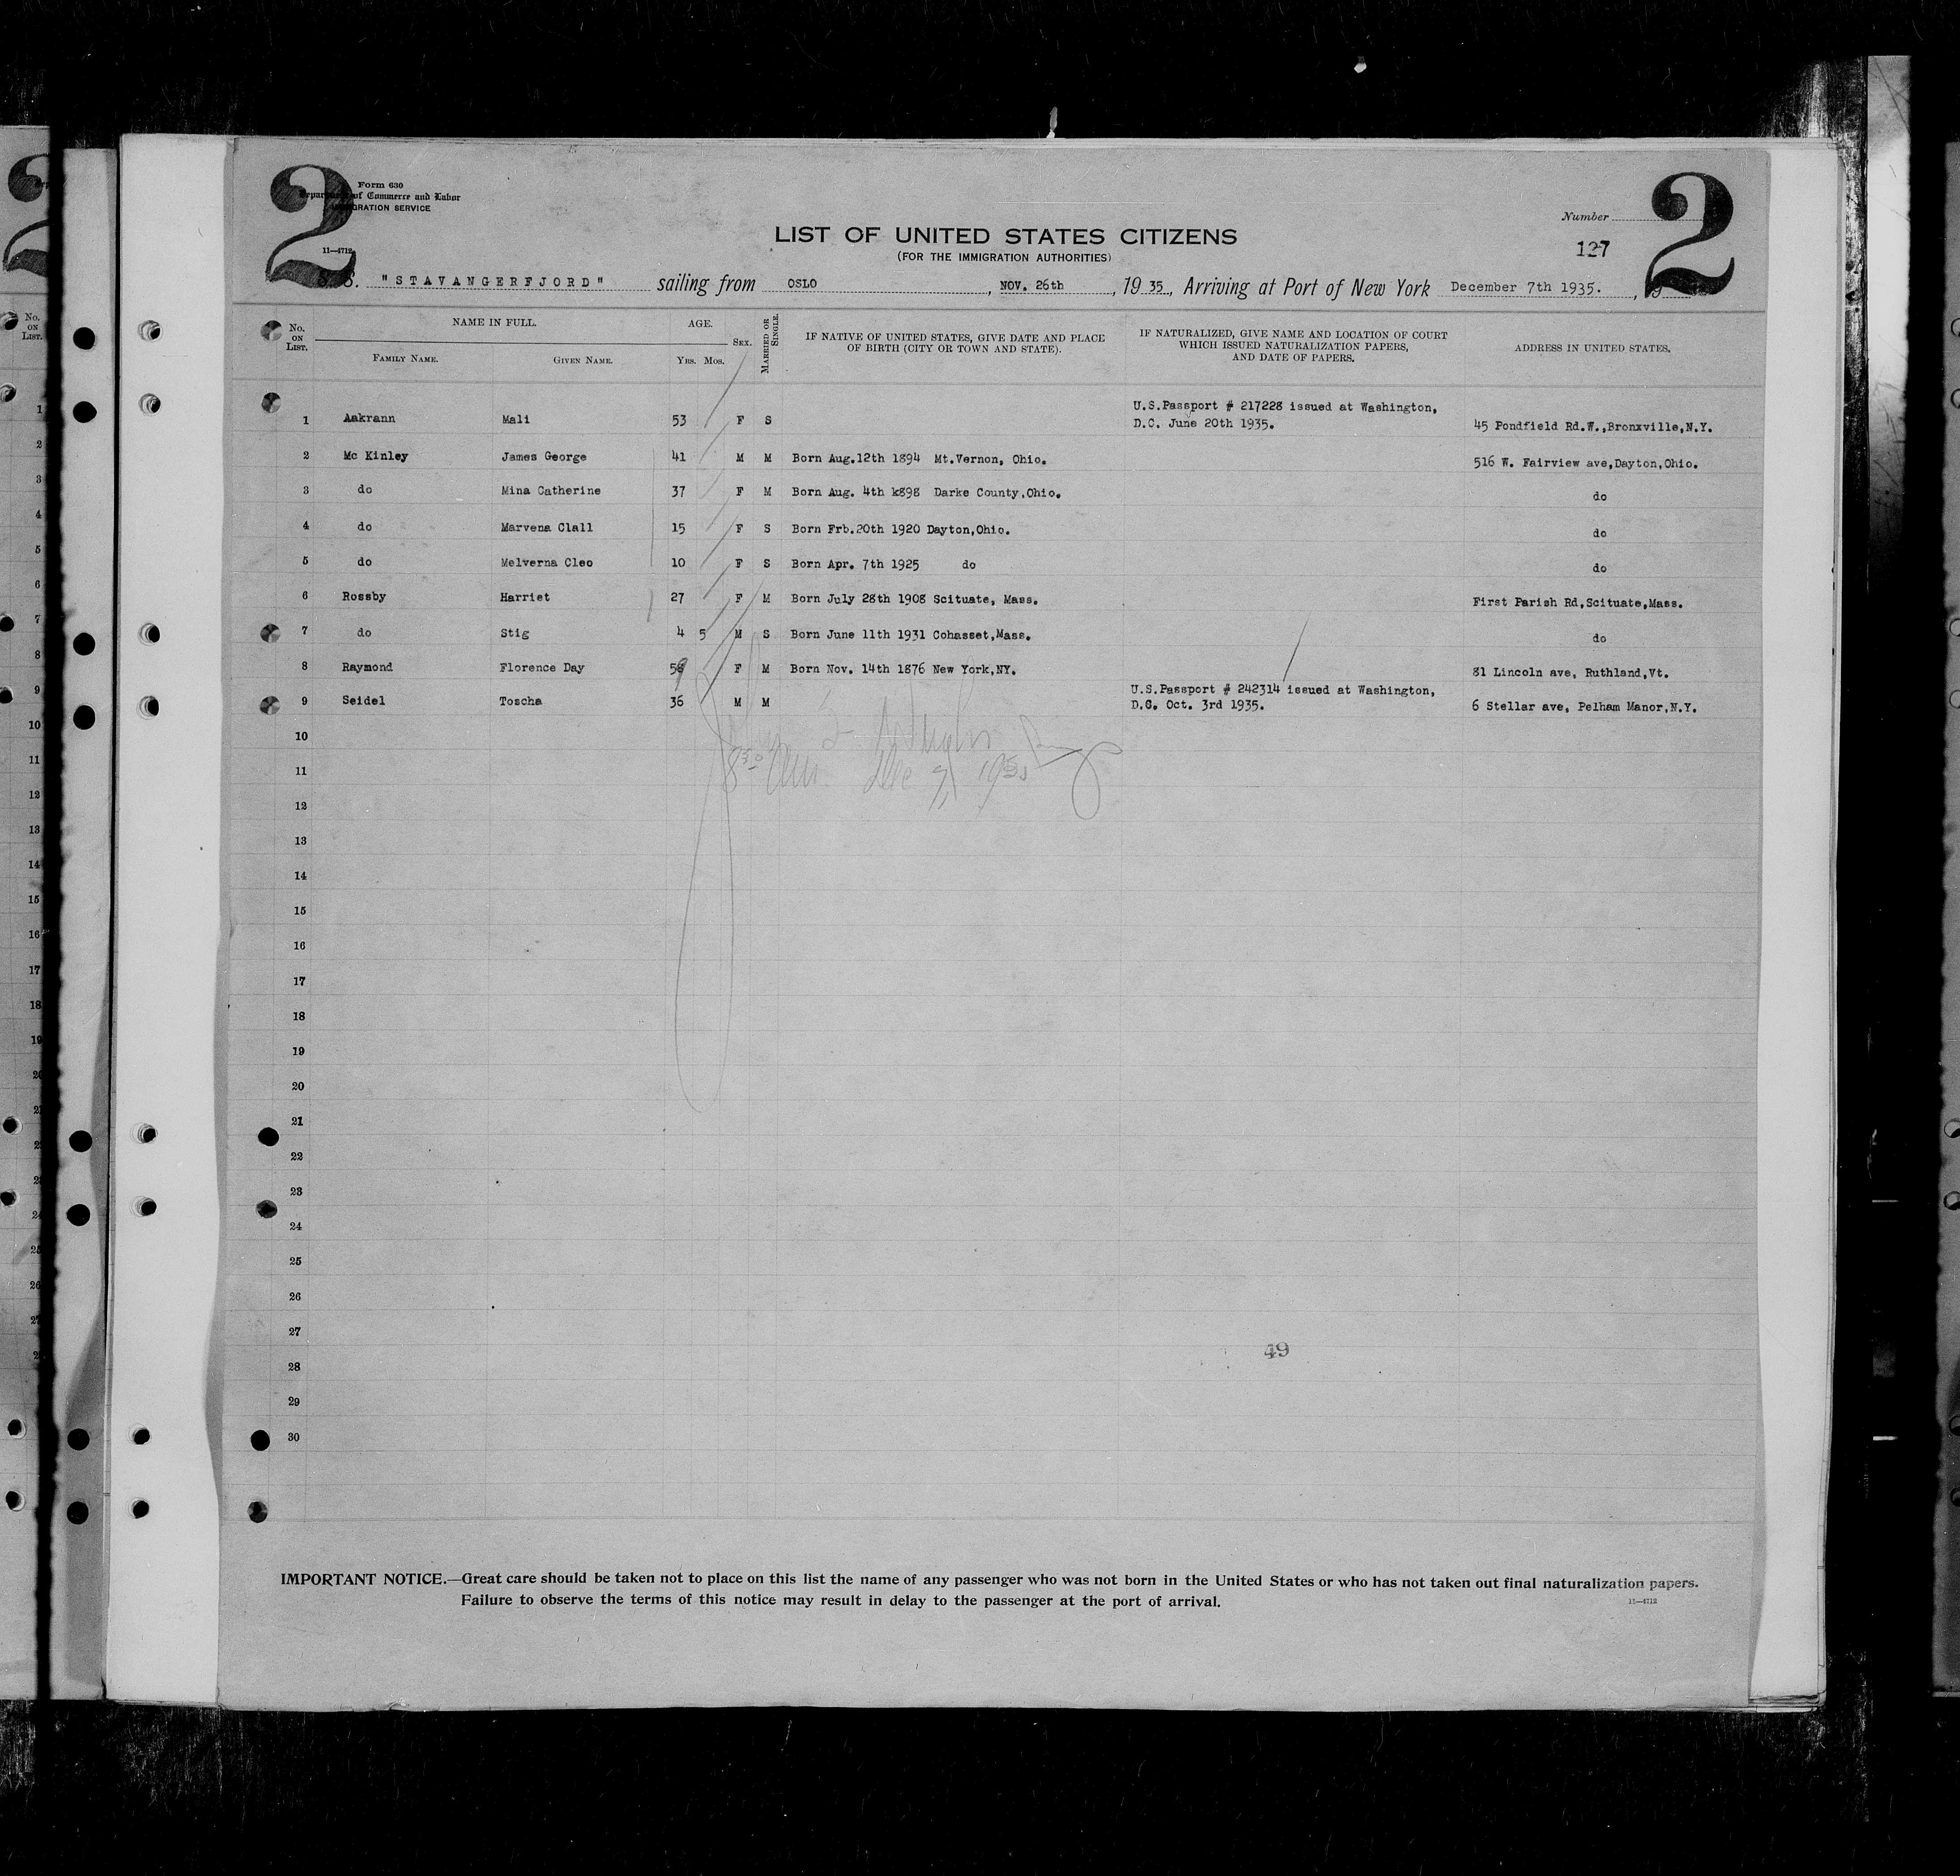 2
Form 630
Department of Commerce and Labor
IMMIGRATION SERVICE
11—4712
2
Number
127
LIST OF UNITED STATES CITIZENS
(FOR THE IMMIGRATION AUTHORITIES)
S. S. "STAVANGERFJORD" sailing from OSLO, NOV. 26th, 1935, Arriving at Port of New York December 7th 1935., 19
No. ON LIST.
NAME IN FULL.
FAMILY NAME.
GIVEN NAME.
AGE.
YRS. MOS.
SEX.
MARRIED OR SINGLE.
IF NATIVE OF UNITED STATES, GIVE DATE AND PLACE OF BIRTH (CITY OR TOWN AND STATE).
IF NATURALIZED, GIVE NAME AND LOCATION OF COURT WHICH ISSUED NATURALIZATION PAPERS, AND DATE OF PAPERS.
ADDRESS IN UNITED STATES.
1 Aakrann Mali 53 F S U.S.Passport # 217228 issued at Washington, D.C. June 20th 1935. 45 Pondfield Rd.W.,Bronxville,N.Y.
2 Mc Kinley James George 41 M M Born Aug.12th 1894 Mt.Vernon, Ohio. 516 W. Fairview ave,Dayton,Ohio.
3 do Mina Catherine 37 F M Born Aug. 4th k898 Darke County,Ohio. do
4 do Marvena Clall 15 F S Born Frb.20th 1920 Dayton,Ohio. do
5 do Melverna Cleo 10 F S Born Apr. 7th 1925 do do
6 Rossby Harriet 27 F M Born July 28th 1908 Scituate, Mass. First Parish Rd,Scituate,Mass.
7 do Stig 4 5 M S Born June 11th 1931 Cohasset,Mass. do
8 Raymond Florence Day 59 F M Born Nov. 14th 1876 New York,NY. 81 Lincoln ave, Ruthland,Vt.
9 Seidel Toscha 36 M M U.S.Passport # 242314 issued at Washington, D.C. Oct. 3rd 1935. 6 Stellar ave, Pelham Manor,N.Y.
8 30 Am. Dec 7, 1935
10
11
12
13
14
15
16
17
18
19
20
21
22
23
24
25
26
27
28
29
30
49
IMPORTANT NOTICE.—Great care should be taken not to place on this list the name of any passenger who was not born in the United States or who has not taken out final naturalization papers.
Failure to observe the terms of this notice may result in delay to the passenger at the port of arrival.
11—4712